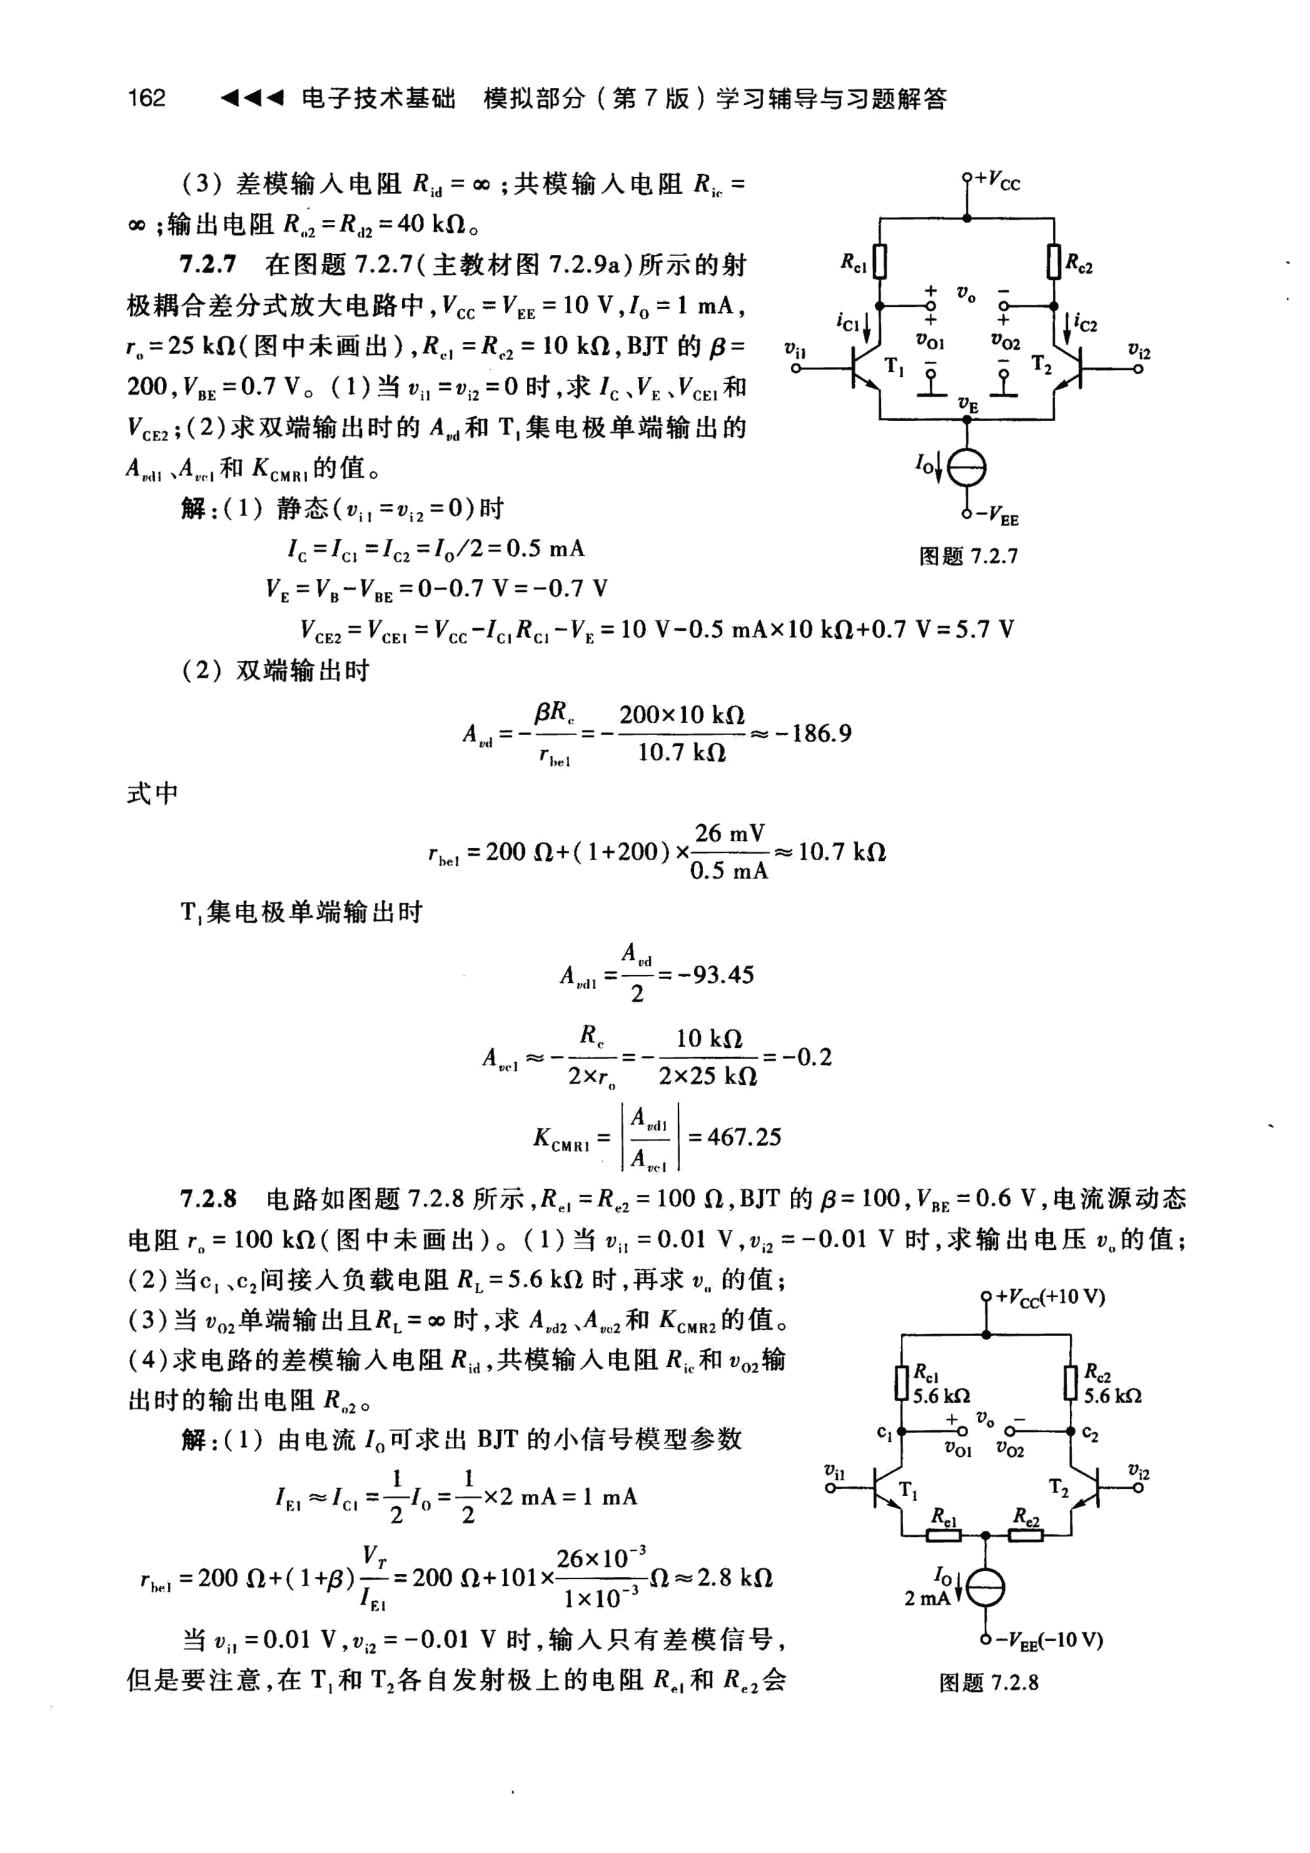 162 ◀◀◀ 电子技术基础 模拟部分(第7版)学习辅导与习题解答
(3) 差模输入电阻 R_id = ∞;共模输入电阻 R_ic =
∞;输出电阻 R_o2 = R_d2 = 40 kΩ。
7.2.7 在图题 7.2.7(主教材图 7.2.9a)所示的射
极耦合差分式放大电路中,V_CC = V_EE = 10 V, I_O = 1 mA,
r_o = 25 kΩ(图中未画出), R_c1 = R_c2 = 10 kΩ, BJT 的 β =
200, V_BE = 0.7 V。(1)当 v_i1 = v_i2 = 0 时,求 I_C、V_E、V_CE1 和
V_CE2;(2)求双端输出时的 A_vd 和 T_1 集电极单端输出的
A_vd1、A_vc1 和 K_CMR1 的值。
解:(1) 静态(v_i1 = v_i2 = 0)时
I_C = I_C1 = I_C2 = I_O/2 = 0.5 mA
V_E = V_B - V_BE = 0 - 0.7 V = -0.7 V
V_CE2 = V_CE1 = V_CC - I_C1 R_C1 - V_E = 10 V - 0.5 mA × 10 kΩ + 0.7 V = 5.7 V
+V_CC
R_c1
R_c2
+ v_o -
i_C1
+
+
i_C2
v_i1
v_O1
v_O2
v_i2
T_1
-
-
T_2
v_E
I_O
-V_EE
图题 7.2.7
(2) 双端输出时
A_vd = -βR_c/r_be1 = -200×10 kΩ/10.7 kΩ ≈ -186.9
式中
r_be1 = 200 Ω + (1+200) × 26 mV/0.5 mA ≈ 10.7 kΩ
T_1 集电极单端输出时
A_vd1 = A_vd/2 = -93.45
A_vc1 ≈ -R_c/(2×r_o) = -10 kΩ/(2×25 kΩ) = -0.2
K_CMR1 = |A_vd1/A_vc1| = 467.25
7.2.8 电路如图题 7.2.8 所示, R_e1 = R_e2 = 100 Ω, BJT 的 β = 100, V_BE = 0.6 V, 电流源动态
电阻 r_o = 100 kΩ(图中未画出)。(1)当 v_i1 = 0.01 V, v_i2 = -0.01 V 时,求输出电压 v_o 的值;
(2)当c_1、c_2间接入负载电阻 R_L = 5.6 kΩ 时,再求 v_o 的值;
(3)当 v_O2 单端输出且R_L = ∞ 时,求 A_vd2、A_vc2 和 K_CMR2 的值。
(4)求电路的差模输入电阻 R_id,共模输入电阻 R_ic 和 v_O2 输
出时的输出电阻 R_o2。
解:(1) 由电流 I_O 可求出 BJT 的小信号模型参数
I_E1 ≈ I_C1 = 1/2 I_O = 1/2 × 2 mA = 1 mA
r_be1 = 200 Ω + (1+β) V_T/I_E1 = 200 Ω + 101 × 26×10^-3/1×10^-3 Ω ≈ 2.8 kΩ
当 v_i1 = 0.01 V, v_i2 = -0.01 V 时,输入只有差模信号,
但是要注意,在 T_1 和 T_2 各自发射极上的电阻 R_e1 和 R_e2 会
+V_CC(+10 V)
R_c1
5.6 kΩ
R_c2
5.6 kΩ
+ v_o -
c_1
v_O1
v_O2
c_2
v_i1
T_1
T_2
v_i2
R_e1
R_e2
I_O
2 mA
-V_EE(-10 V)
图题 7.2.8